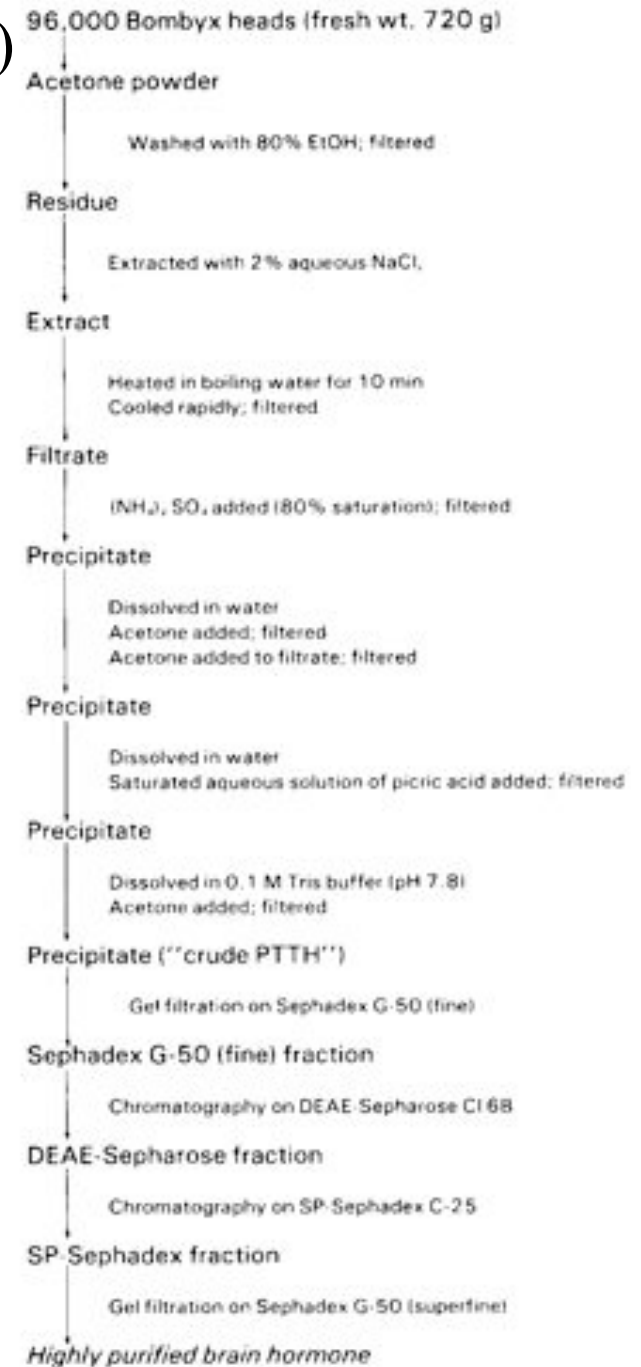 )
96,000 Bombyx heads (fresh wt. 720 g)
Acetone powder
Washed with 80% EtOH; filtered
Residue
Extracted with 2% aqueous NaCl,
Extract
Heated in boiling water for 10 min
Cooled rapidly; filtered
Filtrate
(NH₄)₂ SO₄ added (80% saturation); filtered
Precipitate
Dissolved in water
Acetone added; filtered
Acetone added to filtrate; filtered
Precipitate
Dissolved in water
Saturated aqueous solution of picric acid added; filtered
Precipitate
Dissolved in 0.1 M Tris buffer (pH 7.8)
Acetone added; filtered
Precipitate (''crude PTTH'')
Gel filtration on Sephadex G-50 (fine)
Sephadex G-50 (fine) fraction
Chromatography on DEAE-Sepharose Cl 6B
DEAE-Sepharose fraction
Chromatography on SP-Sephadex C-25
SP-Sephadex fraction
Gel filtration on Sephadex G-50 (superfine)
Highly purified brain hormone